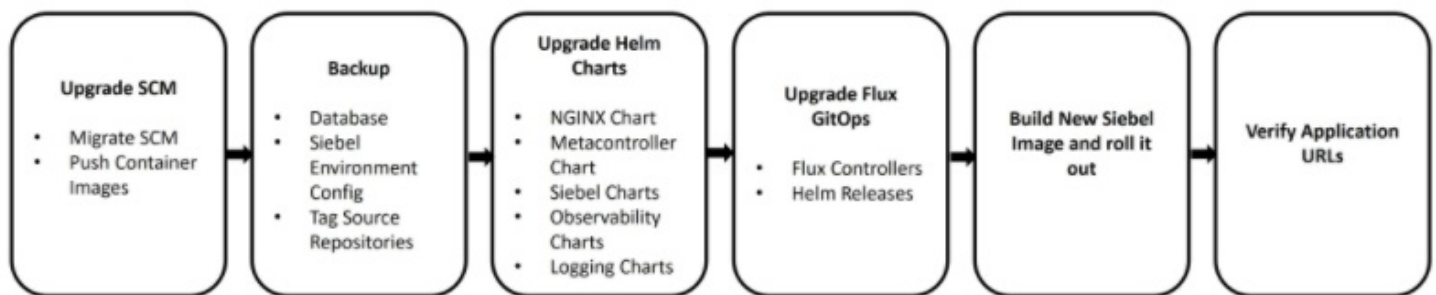 Upgrade SCM
• Migrate SCM
• Push Container
Images
Backup
• Database
• Siebel
Environment
Config
• Tag Source
Repositories
Upgrade Helm
Charts
• NGINX Chart
• Metacontroller
Chart
• Siebel Charts
• Observability
Charts
• Logging Charts
Upgrade Flux
GitOps
• Flux Controllers
• Helm Releases
Build New Siebel
Image and roll it
out
Verify Application
URLs